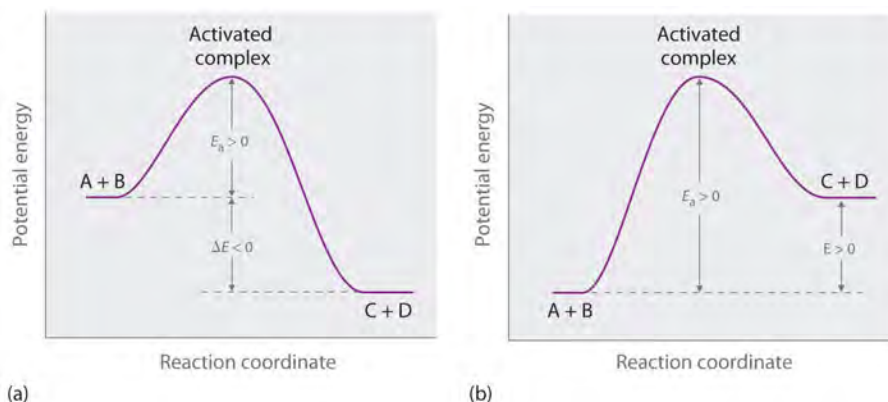 Activated
complex
Potential energy
Eₐ > 0
A + B
ΔE < 0
C + D
Reaction coordinate
(a)
Activated
complex
Potential energy
C + D
Eₐ > 0
E > 0
A + B
Reaction coordinate
(b)